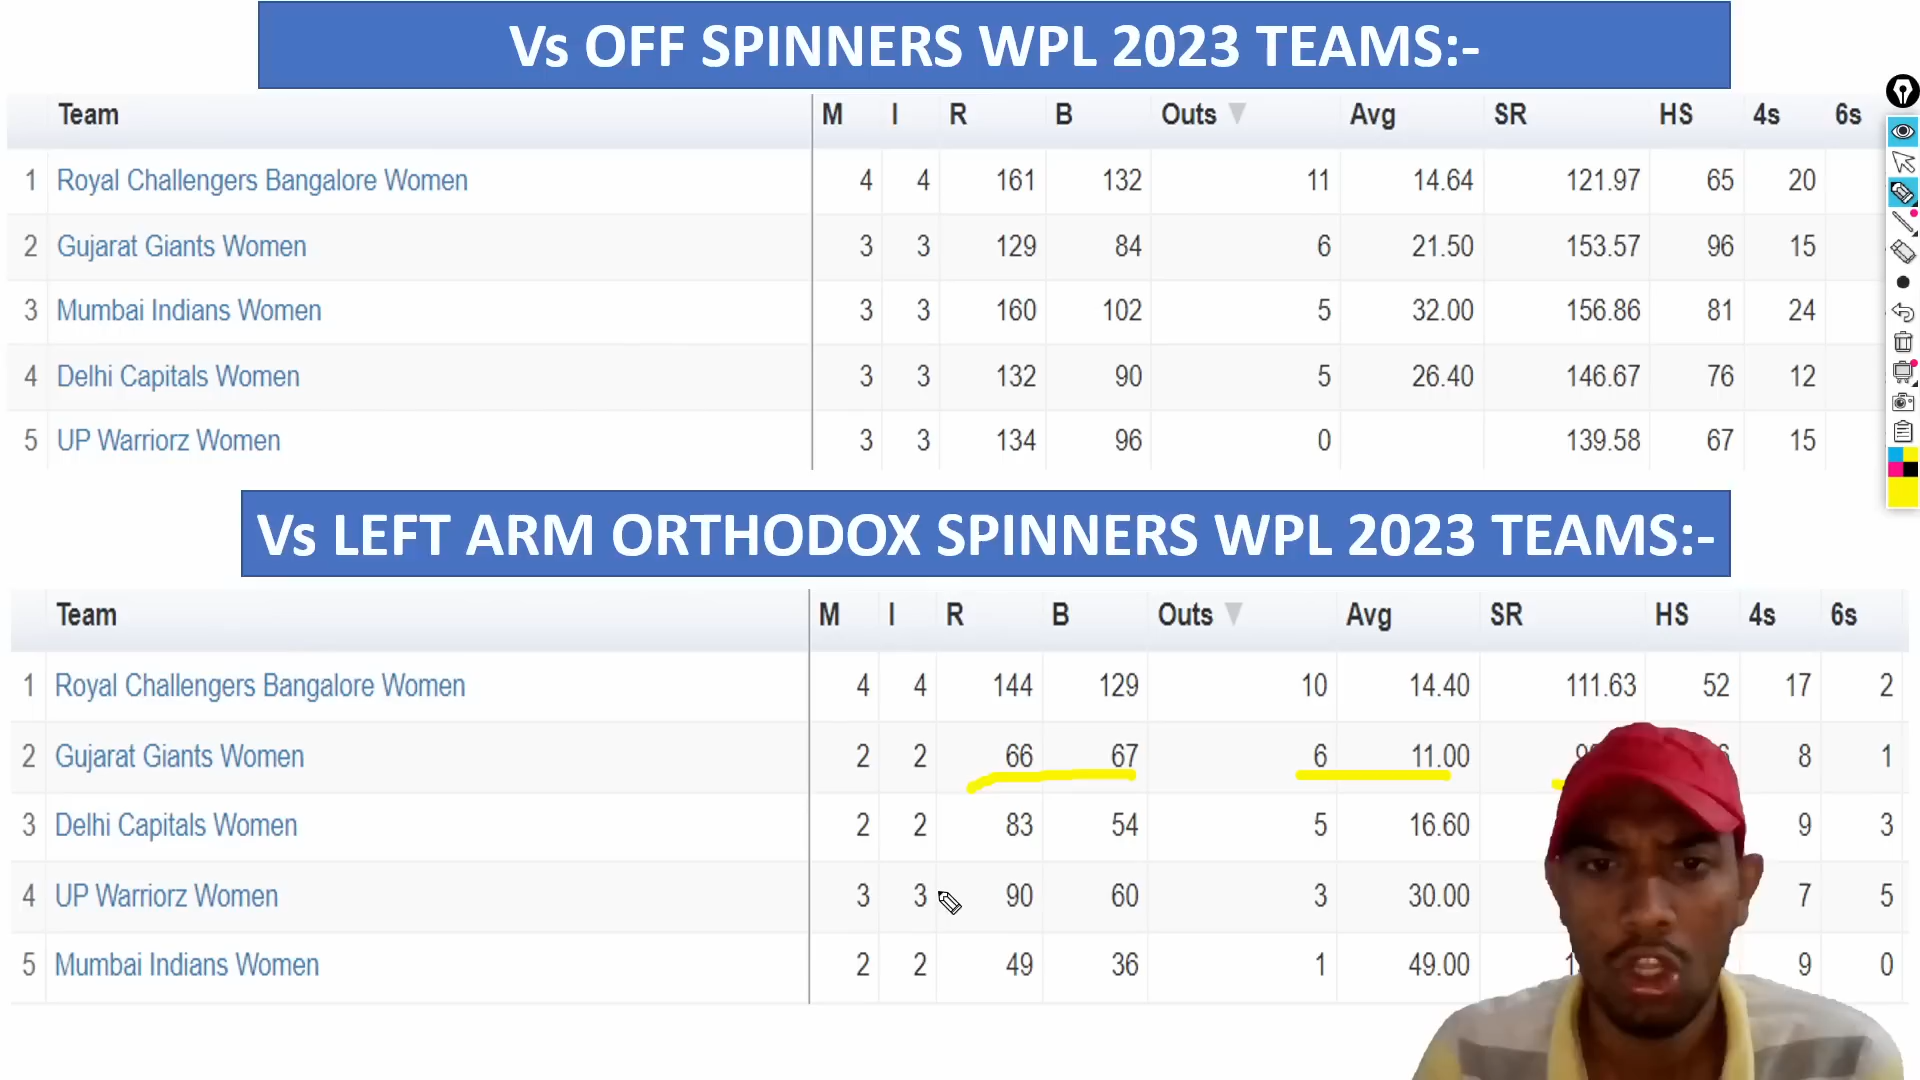 Vs OFF SPINNERS WPL 2023 TEAMS:-
Team M I R B Outs Avg SR HS 4s 6s
1 Royal Challengers Bangalore Women 4 4 161 132 11 14.64 121.97 65 20
2 Gujarat Giants Women 3 3 129 84 6 21.50 153.57 96 15
3 Mumbai Indians Women 3 3 160 102 5 32.00 156.86 81 24
4 Delhi Capitals Women 3 3 132 90 5 26.40 146.67 76 12
5 UP Warriorz Women 3 3 134 96 0 139.58 67 15
Vs LEFT ARM ORTHODOX SPINNERS WPL 2023 TEAMS:-
Team M I R B Outs Avg SR HS 4s 6s
1 Royal Challengers Bangalore Women 4 4 144 129 10 14.40 111.63 52 17 2
2 Gujarat Giants Women 2 2 66 67 6 11.00 8 1
3 Delhi Capitals Women 2 2 83 54 5 16.60 9 3
4 UP Warriorz Women 3 3 90 60 3 30.00 7 5
5 Mumbai Indians Women 2 2 49 36 1 49.00 9 0